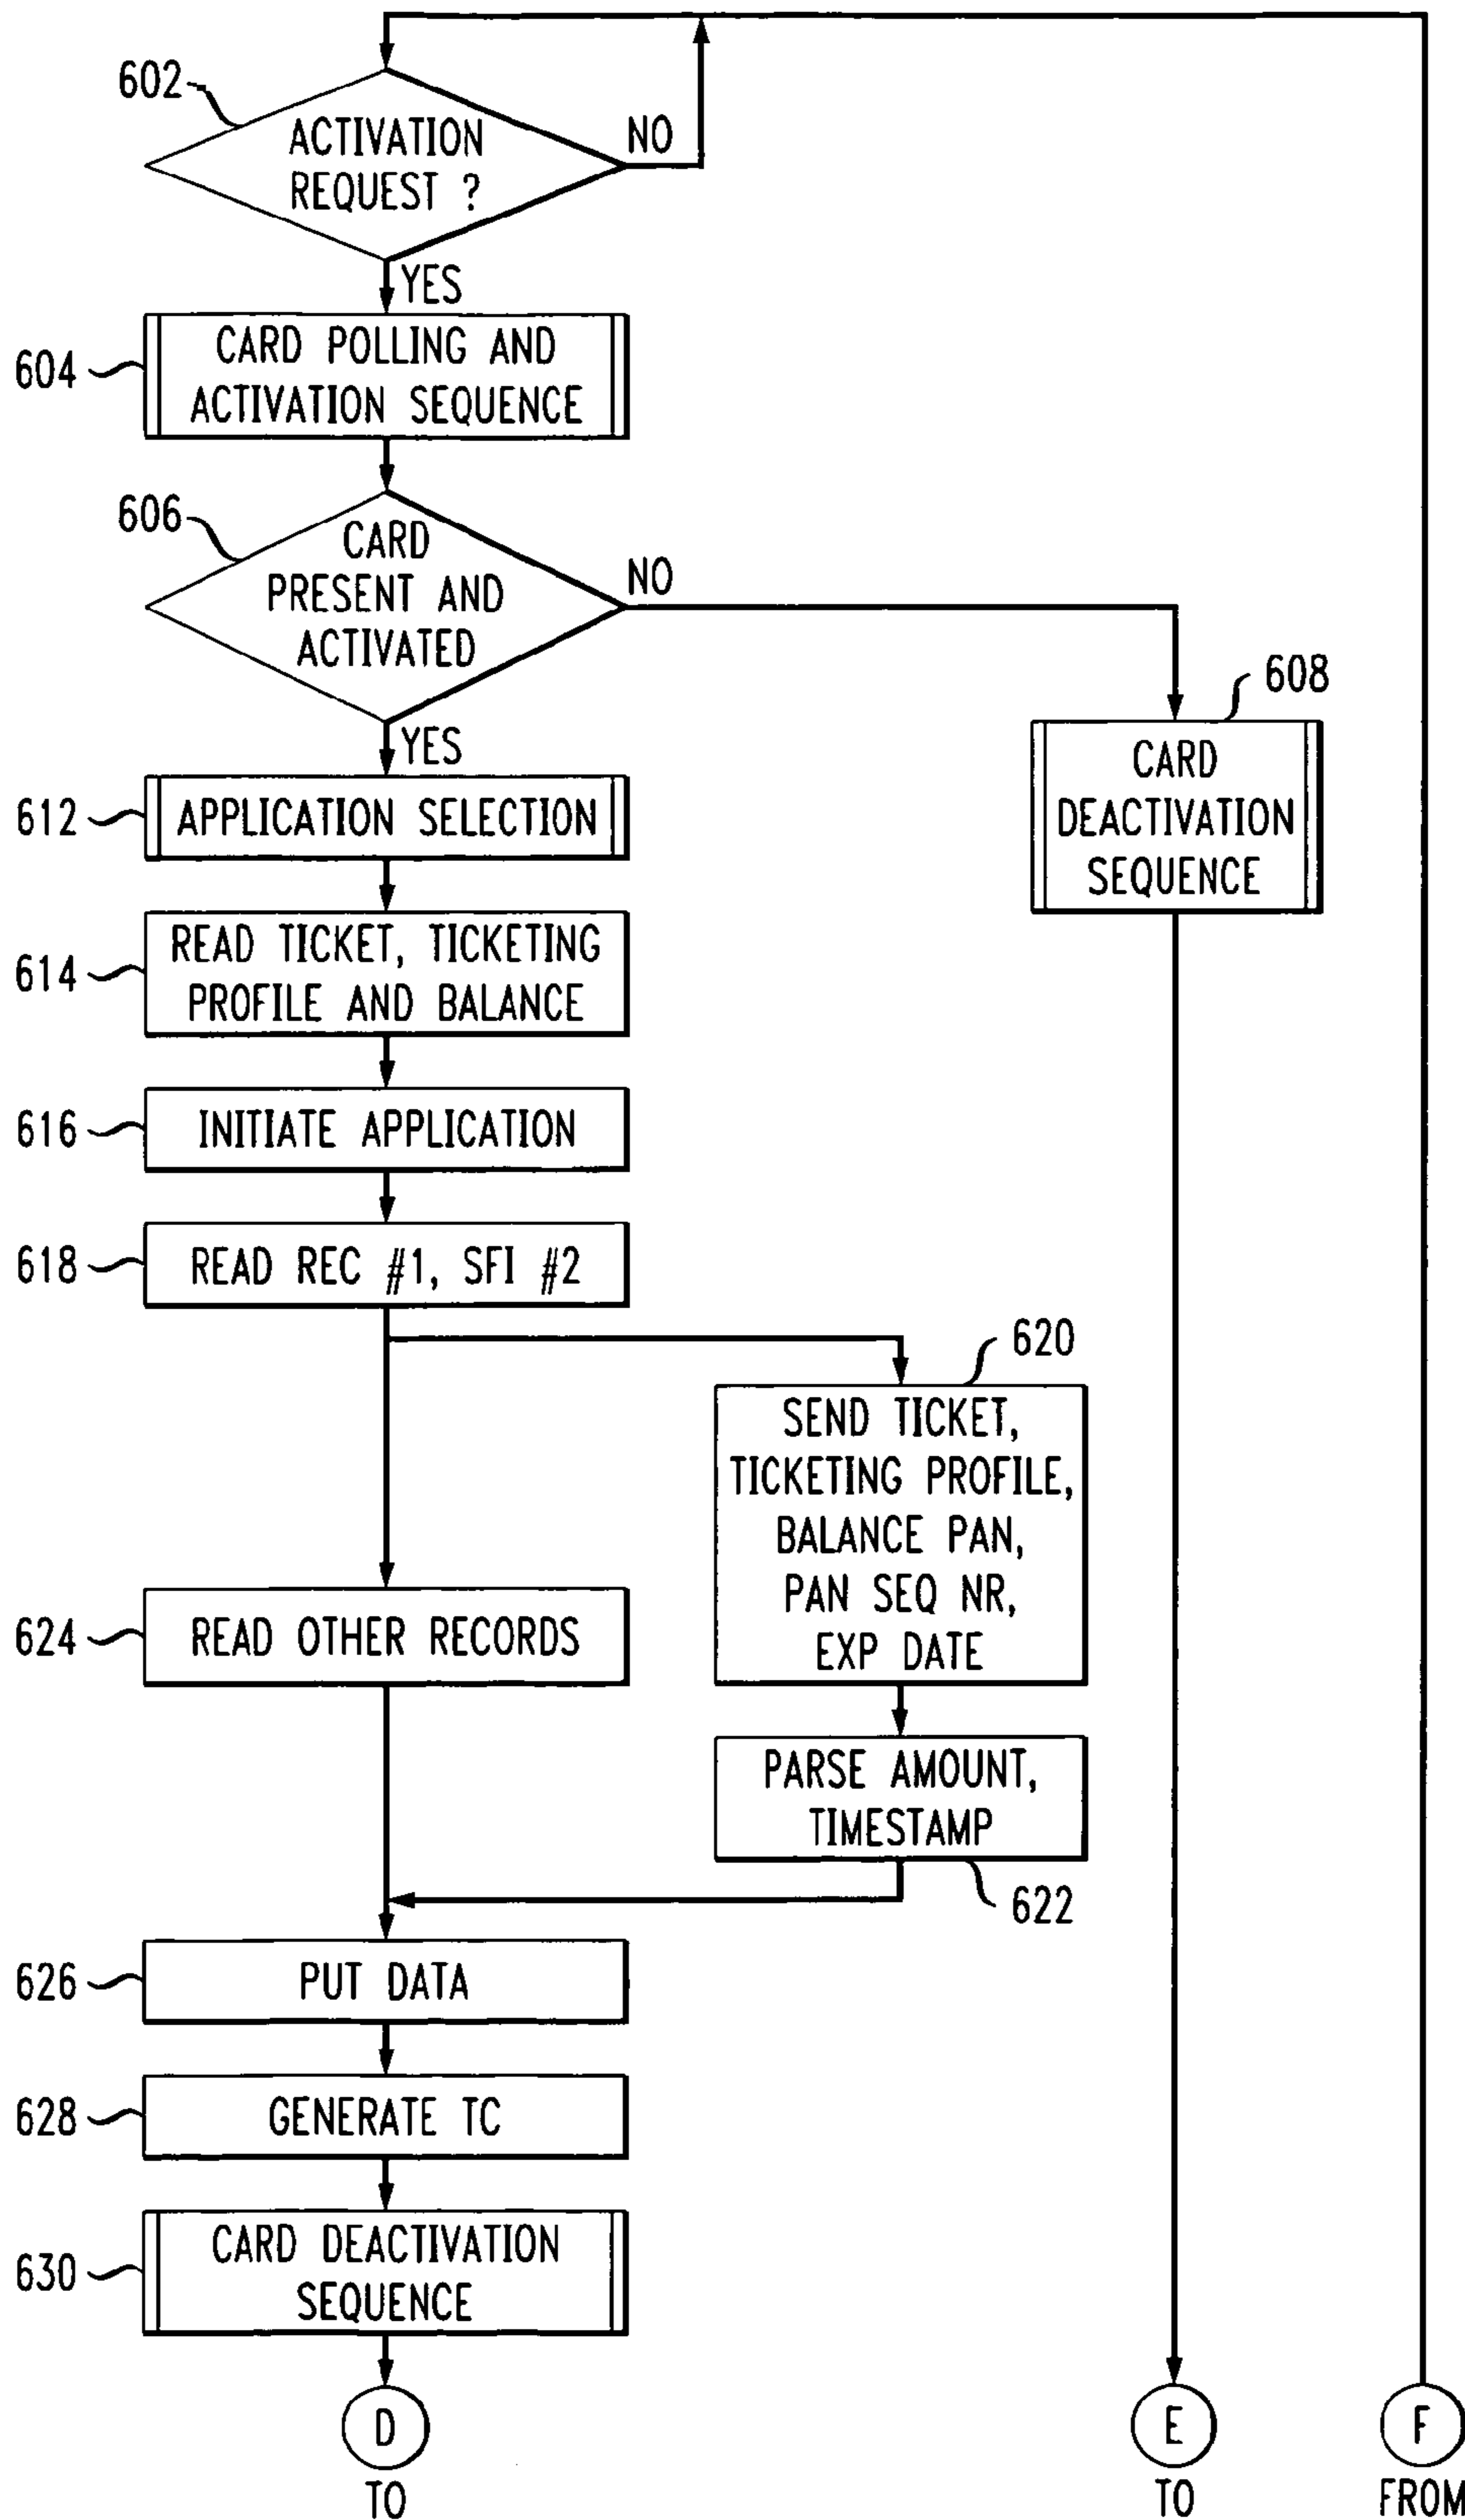 602
ACTIVATION
REQUEST ?
NO
YES
604
CARD POLLING AND
ACTIVATION SEQUENCE
606
CARD
PRESENT AND
ACTIVATED
NO
YES
608
CARD
DEACTIVATION
SEQUENCE
612
APPLICATION SELECTION
614
READ TICKET, TICKETING
PROFILE AND BALANCE
616
INITIATE APPLICATION
618
READ REC #1, SFI #2
620
SEND TICKET,
TICKETING PROFILE,
BALANCE PAN,
PAN SEQ NR,
EXP DATE
624
READ OTHER RECORDS
PARSE AMOUNT,
TIMESTAMP
622
626
PUT DATA
628
GENERATE TC
630
CARD DEACTIVATION
SEQUENCE
D
TO
E
TO
F
FROM